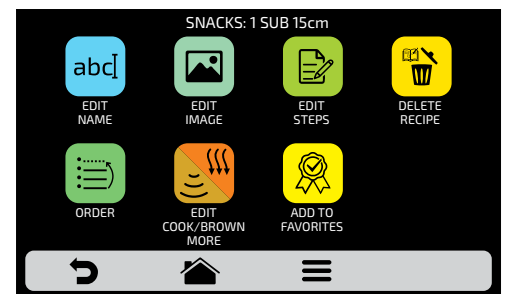 SNACKS: 1 SUB 15cm
abc
EDIT
NAME
EDIT
IMAGE
EDIT
STEPS
DELETE
RECIPE
ORDER
EDIT
COOK/BROWN
MORE
ADD TO
FAVORITES